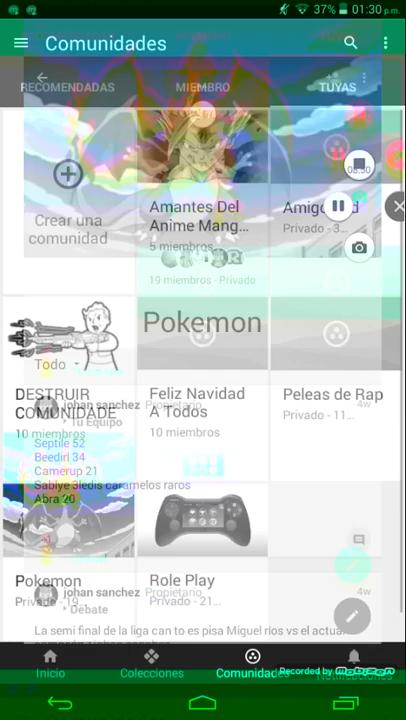 37% 01:30 p.m.
Comunidades
RECOMENDADAS MIEMBRO TUYAS
Crear una
comunidad
Amantes Del
Anime Mang...
5 miembros
19 miembros · Privado
Privado - 3...
Pokemon
Todo
DESTRUIR
COMUNIDADE
10 miembros
Feliz Navidad
A Todos
10 miembros
Peleas de Rap
Privado - 11...
johan sanchez Propietario 4w
Tu Equipo
Septile 52
Beedirl 34
Camerup 21
Sablye 3ledis caramelos raros
Abra 20
Pokemon
Privado - 19
Role Play
Privado - 21...
johan sanchez Propietario 4w
Debate
La semi final de la liga can to es pisa Miguel rios vs el actual
Inicio Colecciones Comunidades Notificaciones
Recorded by Mobizen